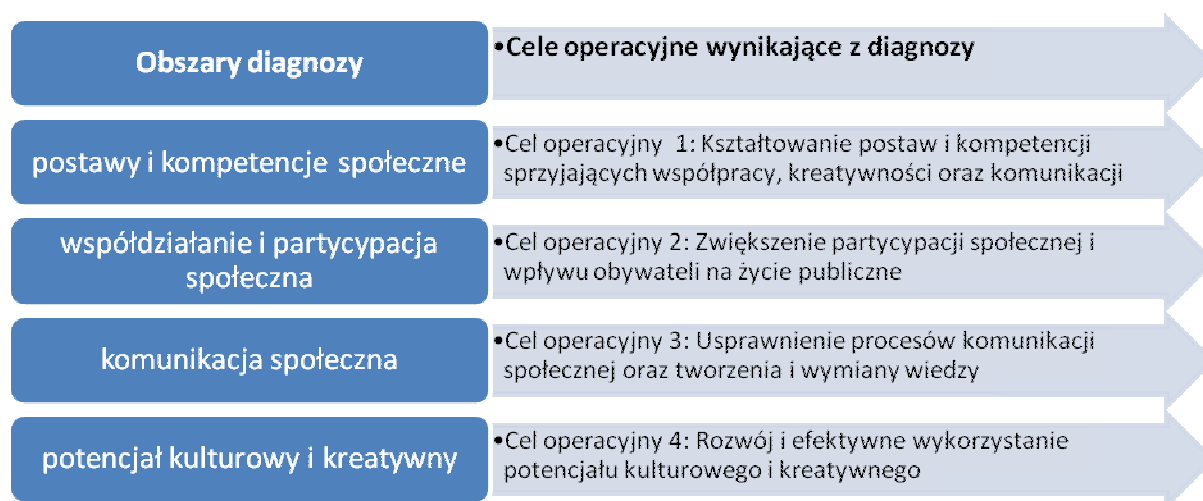 Obszary diagnozy
•Cele operacyjne wynikające z diagnozy
postawy i kompetencje społeczne
•Cel operacyjny  1: Kształtowanie postaw i kompetencji
sprzyjających współpracy, kreatywności oraz komunikacji
współdziałanie i partycypacja
społeczna
•Cel operacyjny 2: Zwiększenie partycypacji społecznej i
wpływu obywateli na życie publiczne
komunikacja społeczna
•Cel operacyjny 3: Usprawnienie procesów komunikacji
społecznej oraz tworzenia i wymiany wiedzy
potencjał kulturowy i kreatywny
•Cel operacyjny 4: Rozwój i efektywne wykorzystanie
potencjału kulturowego i kreatywnego